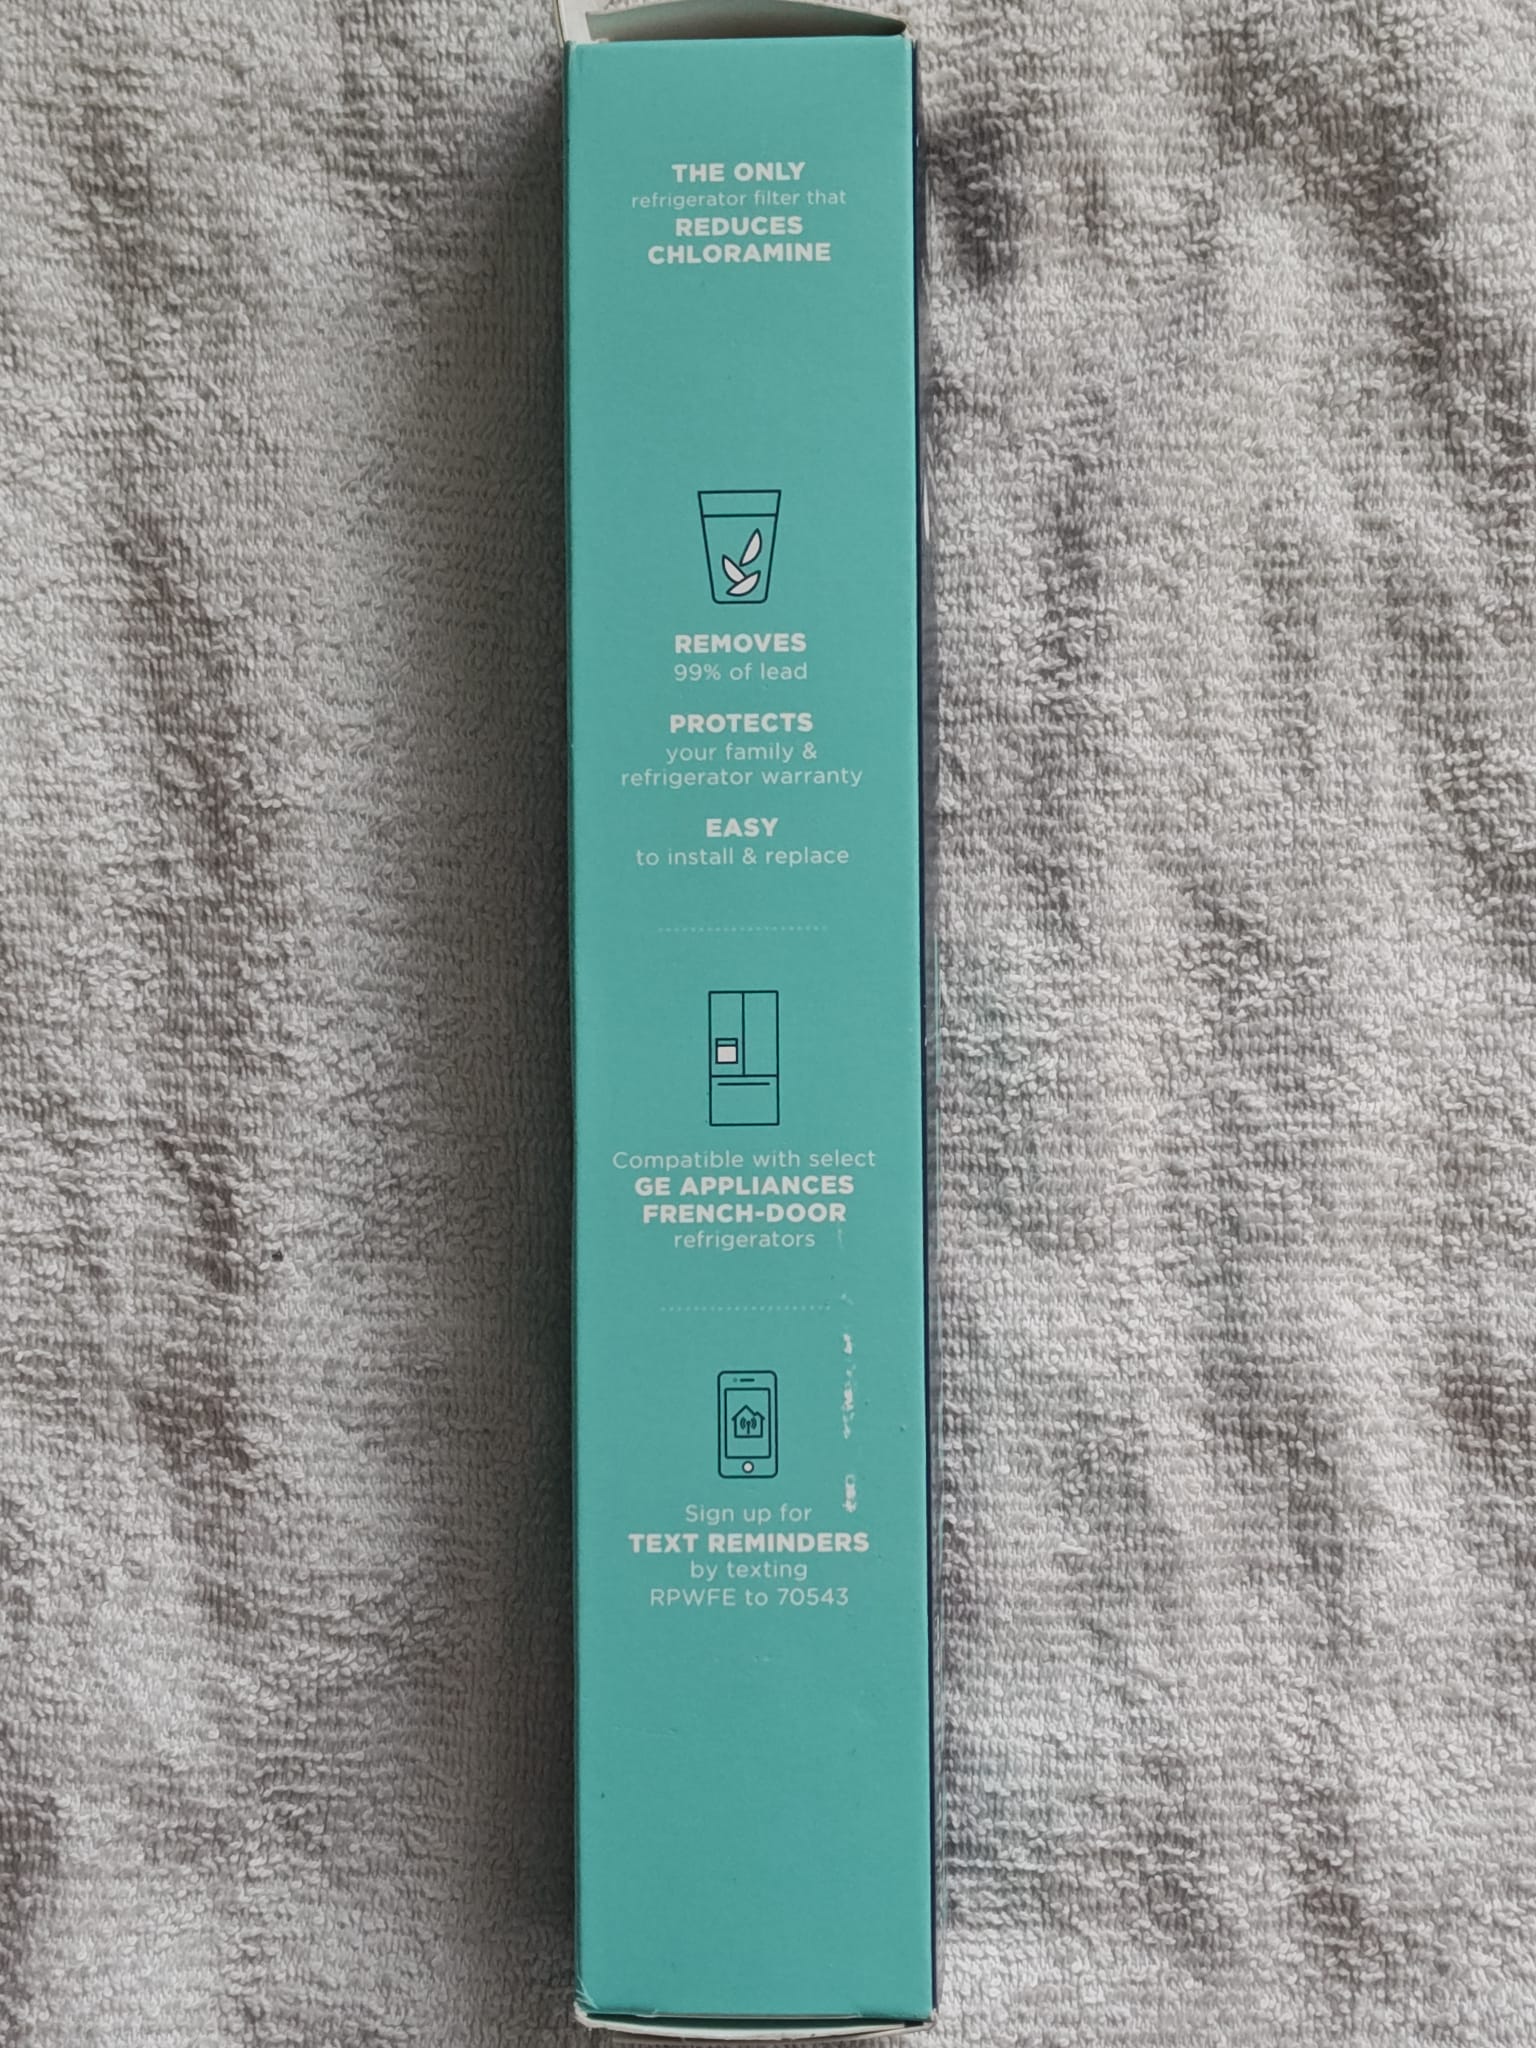 THE ONLY
refrigerator filter that
REDUCES
CHLORAMINE
REMOVES
99% of lead
PROTECTS
your family &
refrigerator warranty
EASY
to install & replace
Compatible with select
GE APPLIANCES
FRENCH-DOOR
refrigerators
Sign up for
TEXT REMINDERS
by texting
RPWFE to 70543